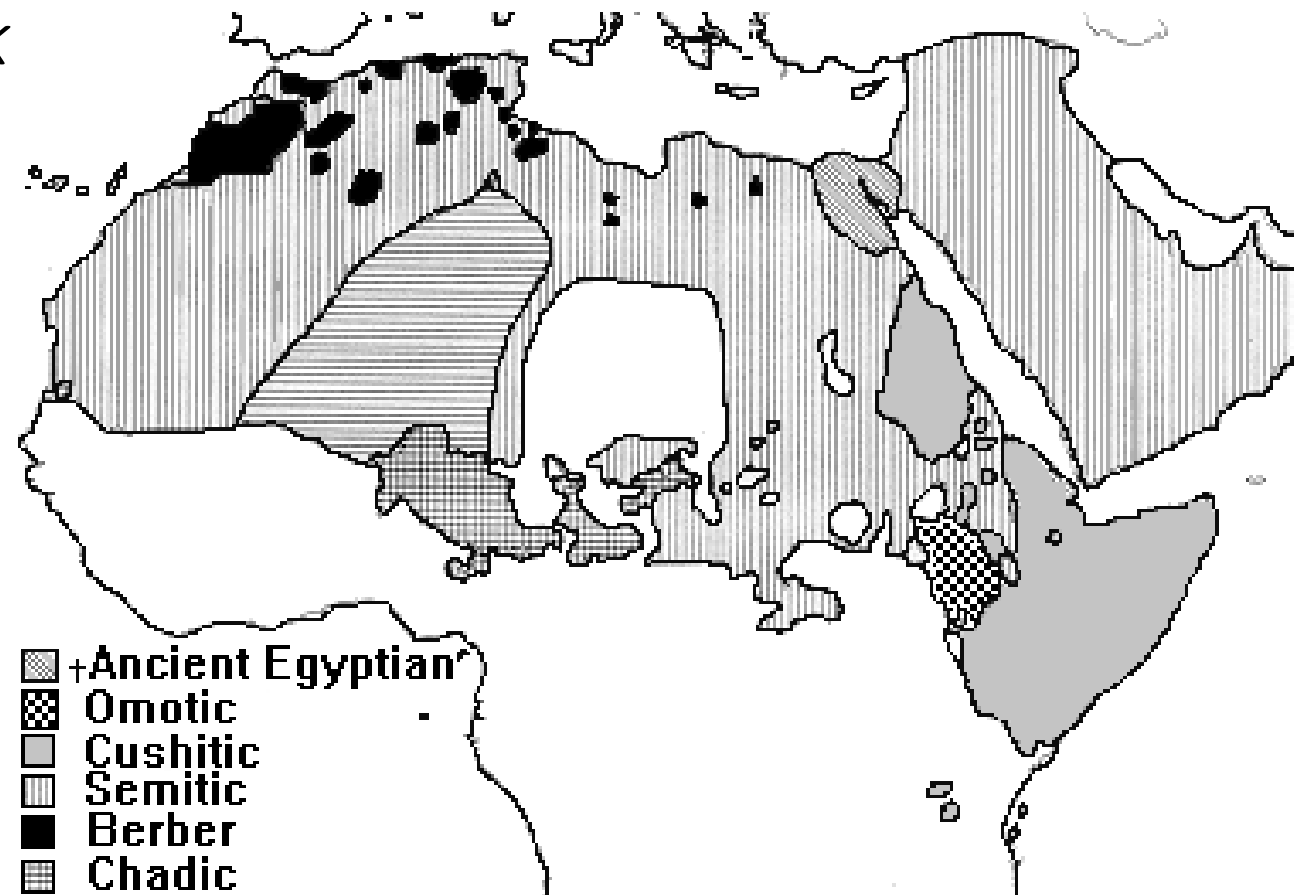 †Ancient Egyptian
Omotic
Cushitic
Semitic
Berber
Chadic